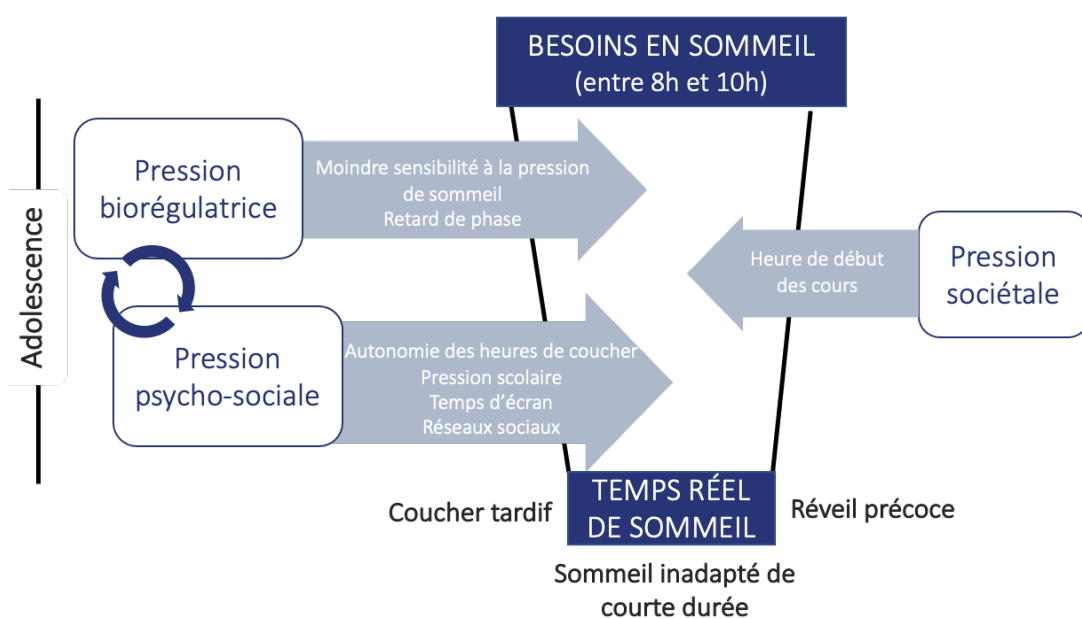 BESOINS EN SOMMEIL
(entre 8h et 10h)
Adolescence
Pression
biorégulatrice
Moindre sensibilité à la pression
de sommeil
Retard de phase
Heure de début
des cours
Pression
sociétale
Pression
psycho-sociale
Autonomie des heures de coucher
Pression scolaire
Temps d'écran
Réseaux sociaux
Coucher tardif
TEMPS RÉEL
DE SOMMEIL
Réveil précoce
Sommeil inadapté de
courte durée